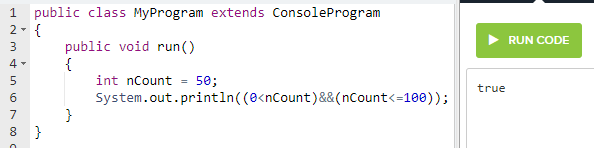 1 public class MyProgram extends ConsoleProgram
2 {
3     public void run()
4     {
5         int nCount = 50;
6         System.out.println((0<nCount)&&(nCount<=100));
7     }
8 }
RUN CODE
true